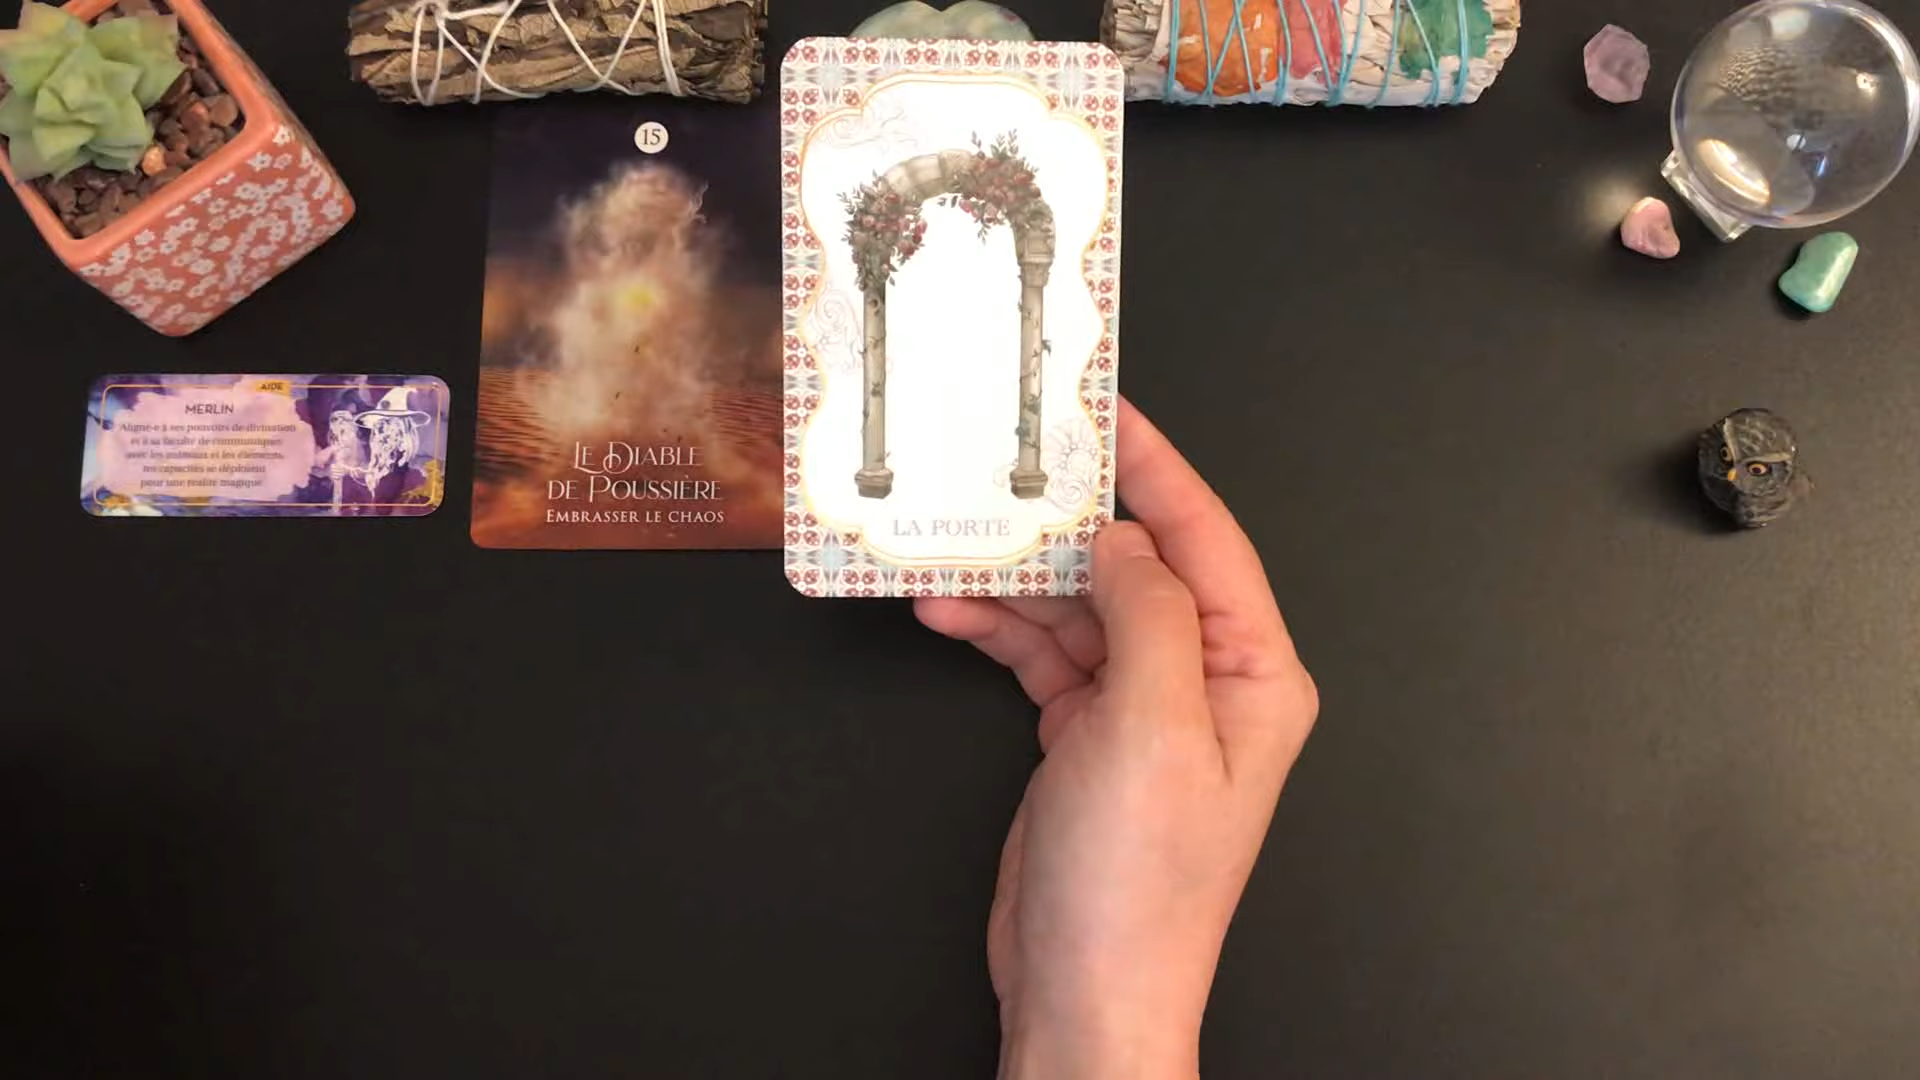 AIDE
MERLIN
Aligné·e à ses pouvoirs de divination
et à sa faculté de communiquer
avec les animaux et les éléments,
tes capacités se déploient
pour une réalité magique.
15
LE DIABLE
DE POUSSIÈRE
EMBRASSER LE CHAOS
LA PORTE